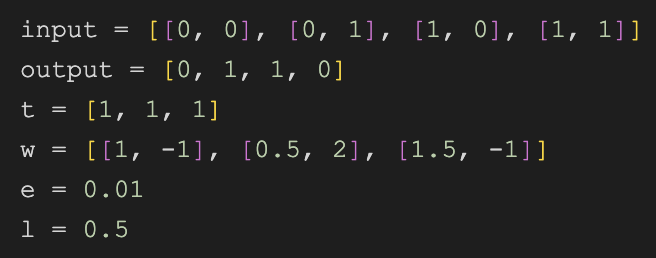 input = [[0, 0], [0, 1], [1, 0], [1, 1]]
output = [0, 1, 1, 0]
t = [1, 1, 1]
w = [[1, -1], [0.5, 2], [1.5, -1]]
e = 0.01
l = 0.5